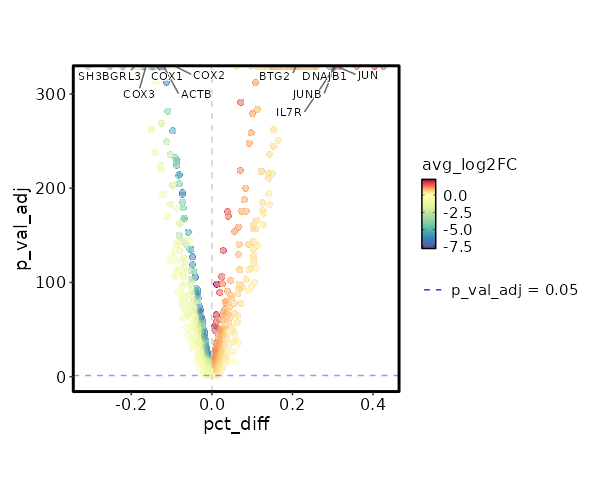 SH3BGRL3 COX1 COX2 BTG2 DNAJB1 JUN
COX3 ACTB JUNB
IL7R
300
200
100
0
p_val_adj
-0.2 0.0 0.2 0.4
pct_diff
avg_log2FC
0.0
-2.5
-5.0
-7.5
p_val_adj = 0.05